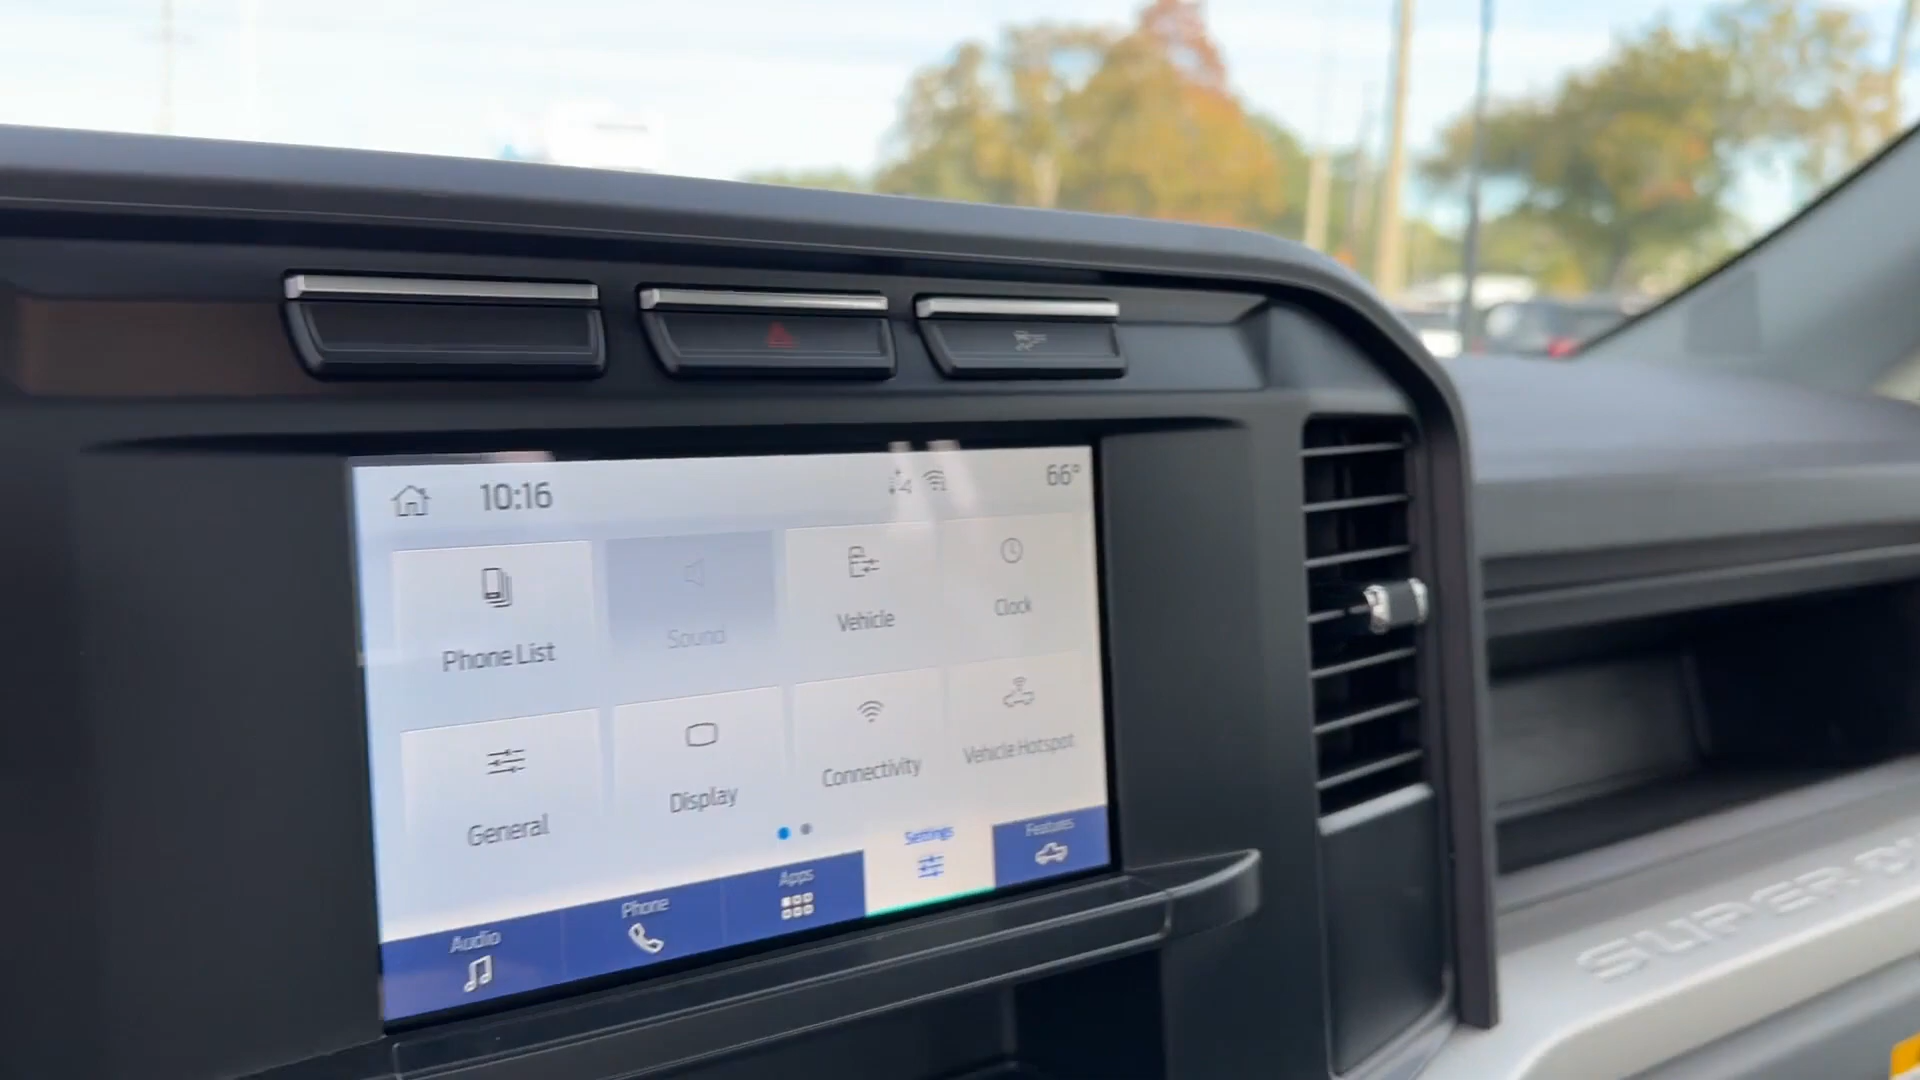 10:16
66°
Phone List
Sound
Vehicle
Clock
General
Display
Connectivity
Vehicle Hotspot
Audio
Phone
Apps
Settings
Features
SUPER